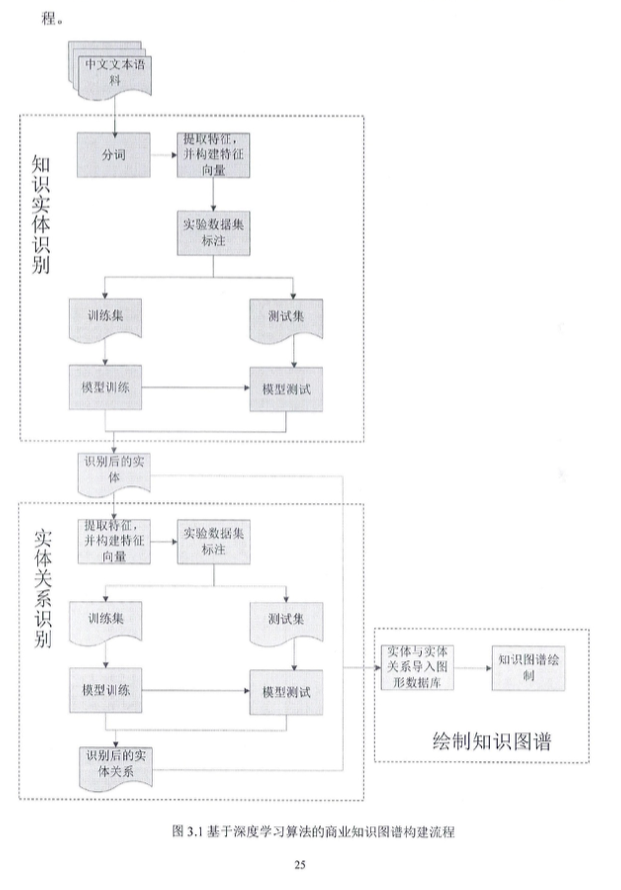 程。
中文文本语
料
知识实体识别
分词
提取特征，
并构建特征
向量
实验数据集
标注
训练集
测试集
模型训练
模型测试
识别后的实
体
实体关系识别
提取特征，
并构建特征
向量
实验数据集
标注
训练集
测试集
模型训练
模型测试
识别后的实
体关系
实体与实体
关系导入图
形数据库
知识图谱绘
制
绘制知识图谱
图 3.1 基于深度学习算法的商业知识图谱构建流程
25